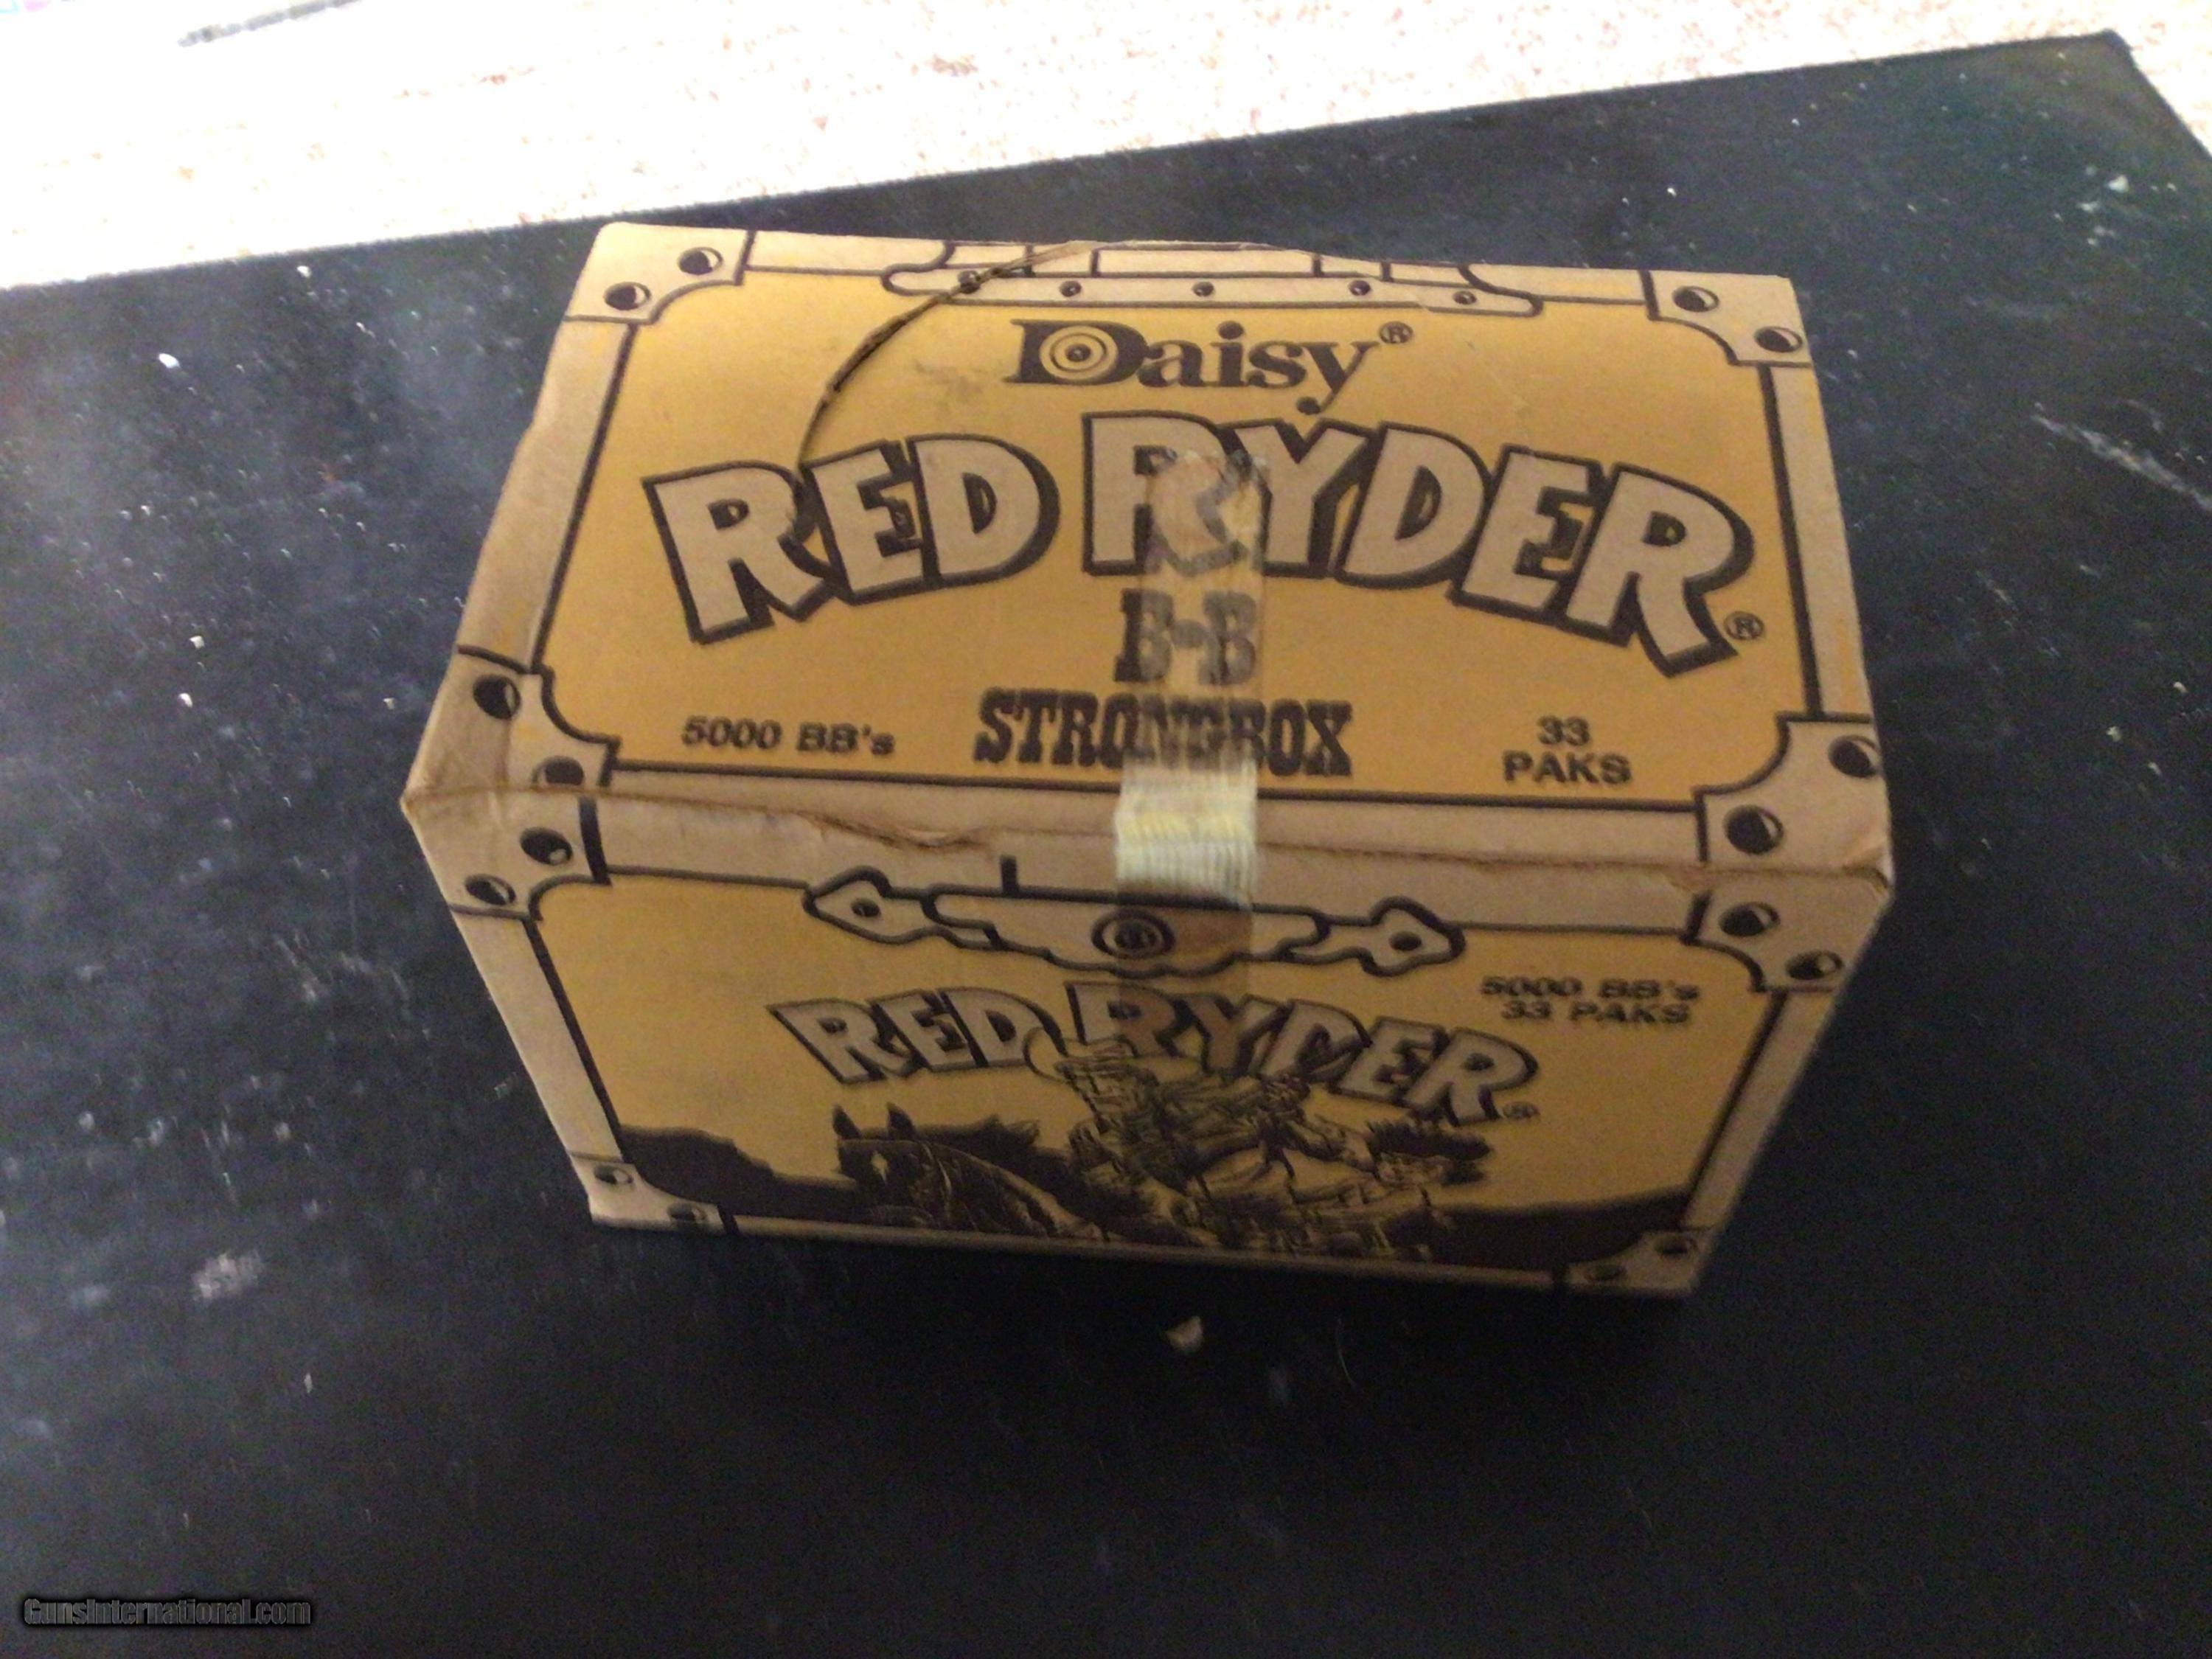 Daisy®
RED RYDER®
B-B
STRONGBOX
5000 BB's
33
PAKS
RED RYDER®
5000 BB's
33 PAKS
GunsInternational.com